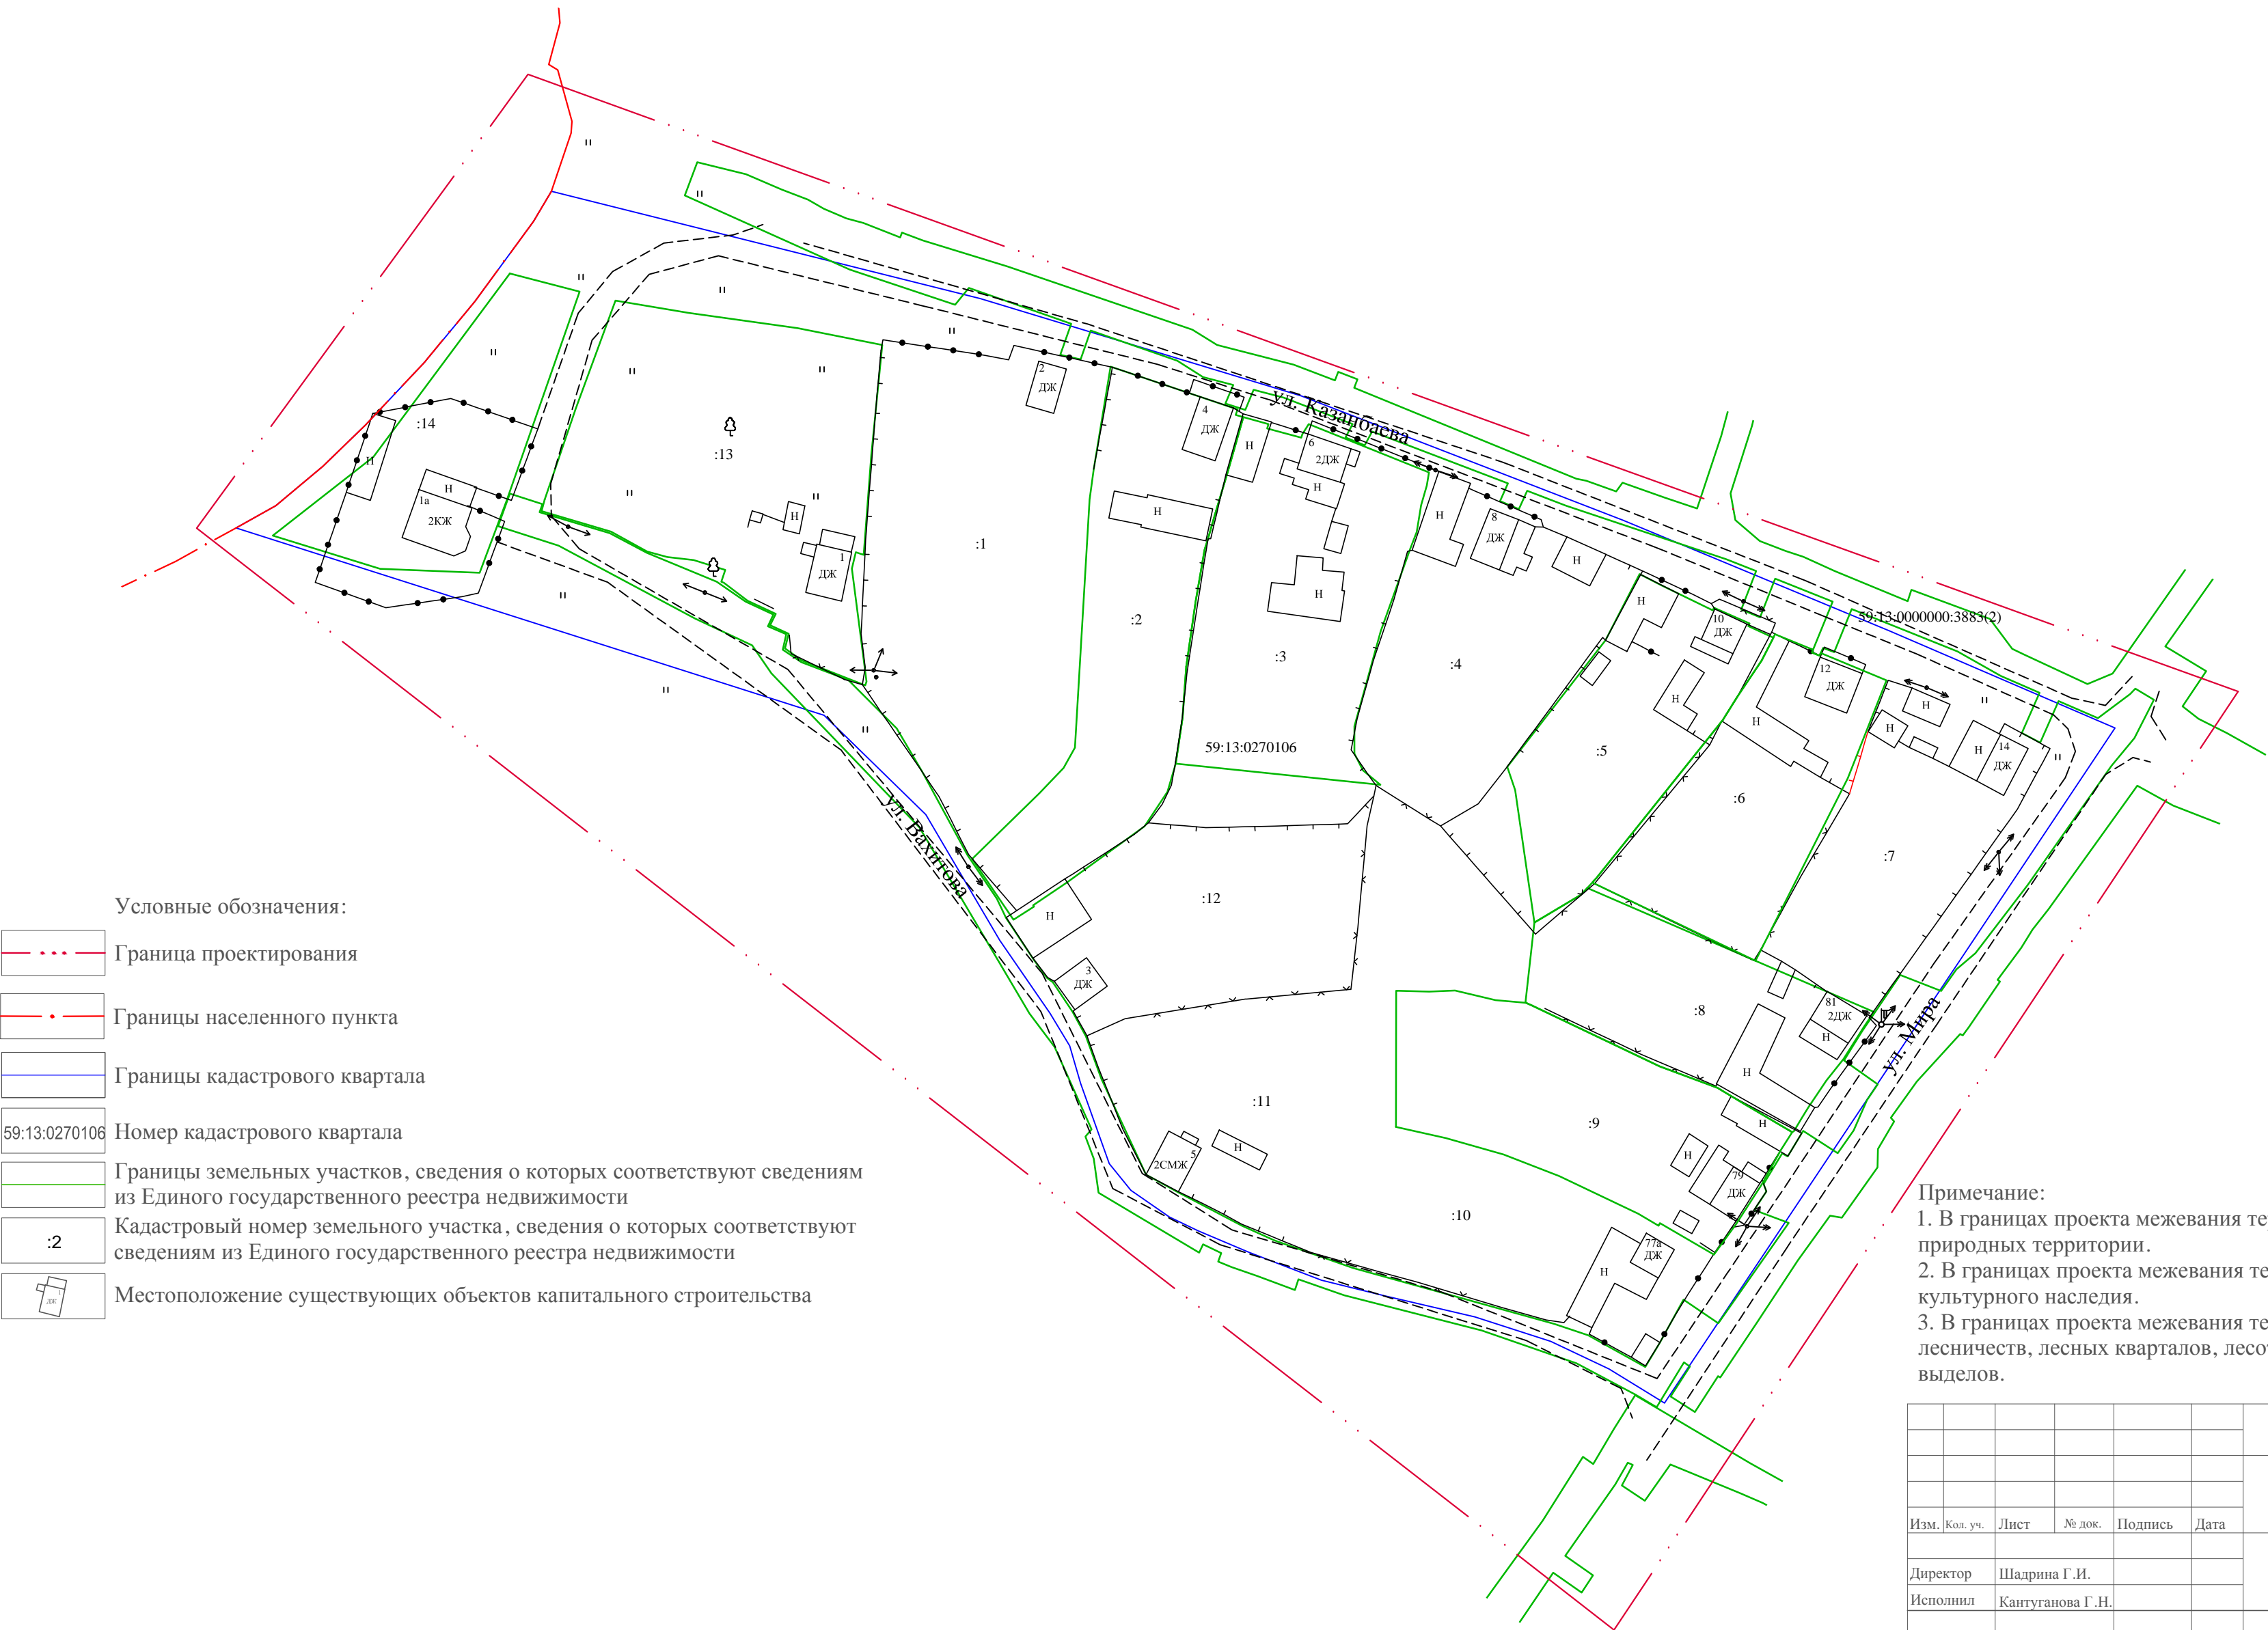 :14
Н
Н
1а
2КЖ
:13
Н
1
ДЖ
:1
2
ДЖ
4
ДЖ
Н
:2
Н
ул. Казанбаева
6
2ДЖ
Н
Н
:3
Н
8
ДЖ
Н
:4
Н
10
ДЖ
59:13:0000000:3883(2)
12
ДЖ
Н
Н
:5
Н
Н
Н
14
ДЖ
59:13:0270106
:6
:7
ул. Вахитова
:12
Н
3
ДЖ
:8
81
2ДЖ
Н
Н
ул. Мира
:11
:9
Н
5
2СМЖ
Н
Н
79
ДЖ
:10
77а
ДЖ
Н
Условные обозначения:
Граница проектирования
Границы населенного пункта
Границы кадастрового квартала
59:13:0270106 Номер кадастрового квартала
Границы земельных участков, сведения о которых соответствуют сведениям
из Единого государственного реестра недвижимости
:2
Кадастровый номер земельного участка, сведения о которых соответствуют
сведениям из Единого государственного реестра недвижимости
Местоположение существующих объектов капитального строительства
Примечание:
1. В границах проекта межевания те
природных территории.
2. В границах проекта межевания те
культурного наследия.
3. В границах проекта межевания те
лесничеств, лесных кварталов, лесо
выделов.
Изм. Кол. уч. Лист № док. Подпись Дата
Директор Шадрина Г.И.
Исполнил Кантуганова Г.Н.